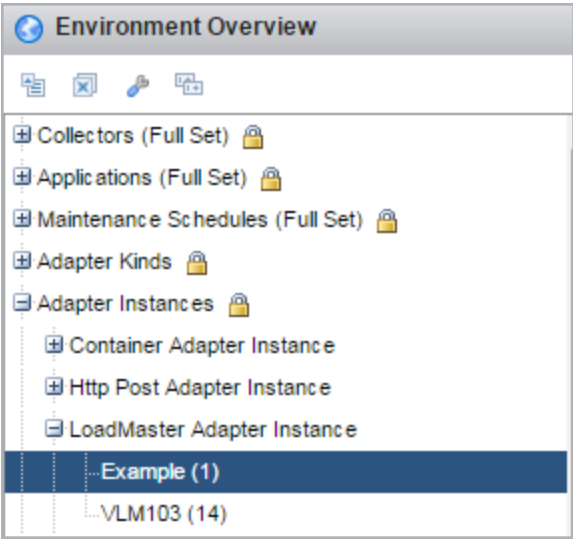 Environment Overview
Collectors (Full Set)
Applications (Full Set)
Maintenance Schedules (Full Set)
Adapter Kinds
Adapter Instances
Container Adapter Instance
Http Post Adapter Instance
LoadMaster Adapter Instance
Example (1)
VLM103 (14)